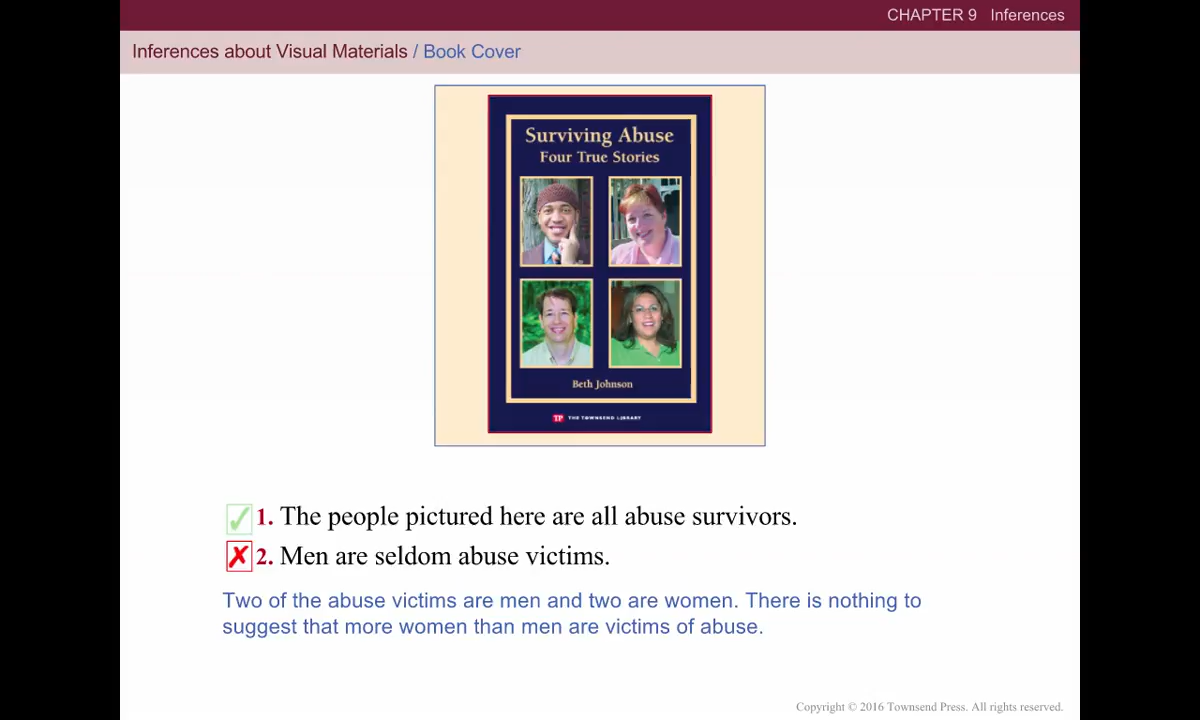 CHAPTER 9 Inferences
Inferences about Visual Materials / Book Cover
Surviving Abuse
Four True Stories
Beth Johnson
TP THE TOWNSEND LIBRARY
✓ 1. The people pictured here are all abuse survivors.
✗ 2. Men are seldom abuse victims.
Two of the abuse victims are men and two are women. There is nothing to
suggest that more women than men are victims of abuse.
Copyright © 2016 Townsend Press. All rights reserved.